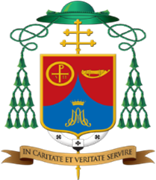 IN CARITATE ET VERITATE SERVIRE